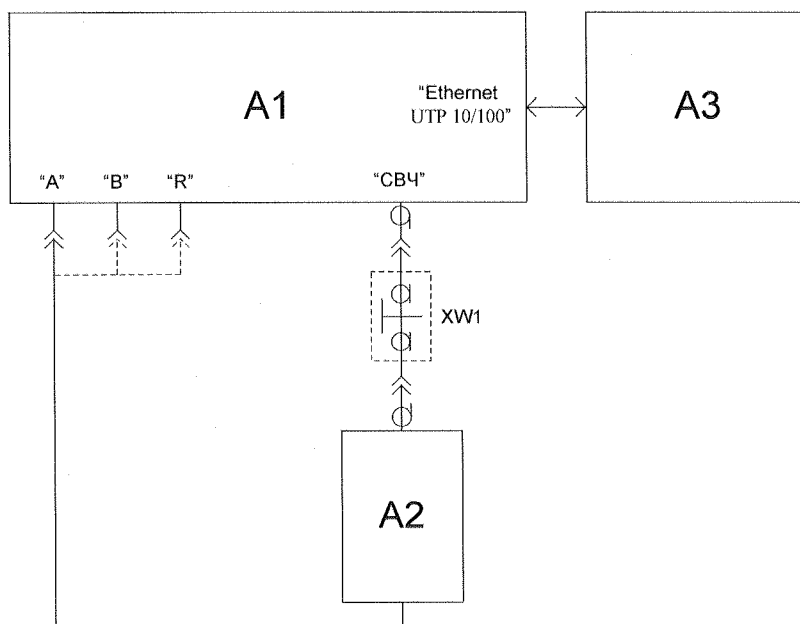 A1
“Ethernet
UTP 10/100”
A3
“A”
“B”
“R”
“СВЧ”
XW1
A2